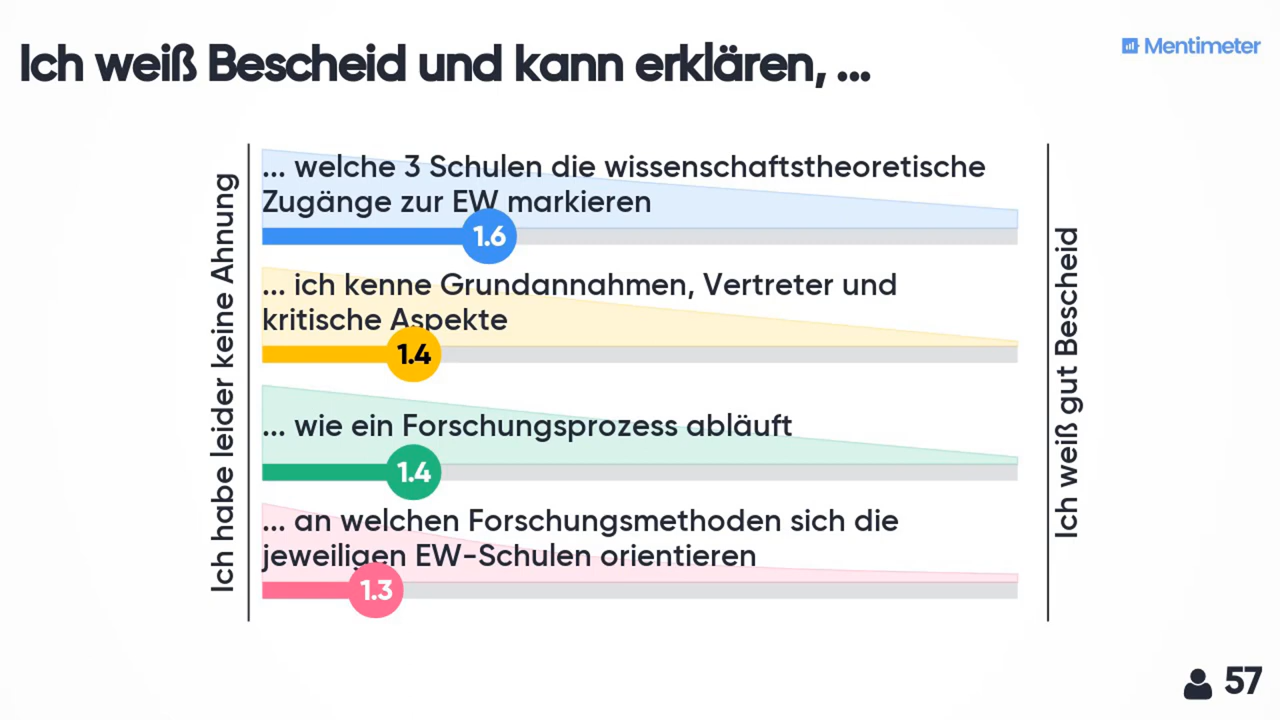 Ich weiß Bescheid und kann erklären, ...
Mentimeter
Ich habe leider keine Ahnung
... welche 3 Schulen die wissenschaftstheoretische
Zugänge zur EW markieren
1.6
... ich kenne Grundannahmen, Vertreter und
kritische Aspekte
1.4
... wie ein Forschungsprozess abläuft
1.4
... an welchen Forschungsmethoden sich die
jeweiligen EW-Schulen orientieren
1.3
Ich weiß gut Bescheid
57